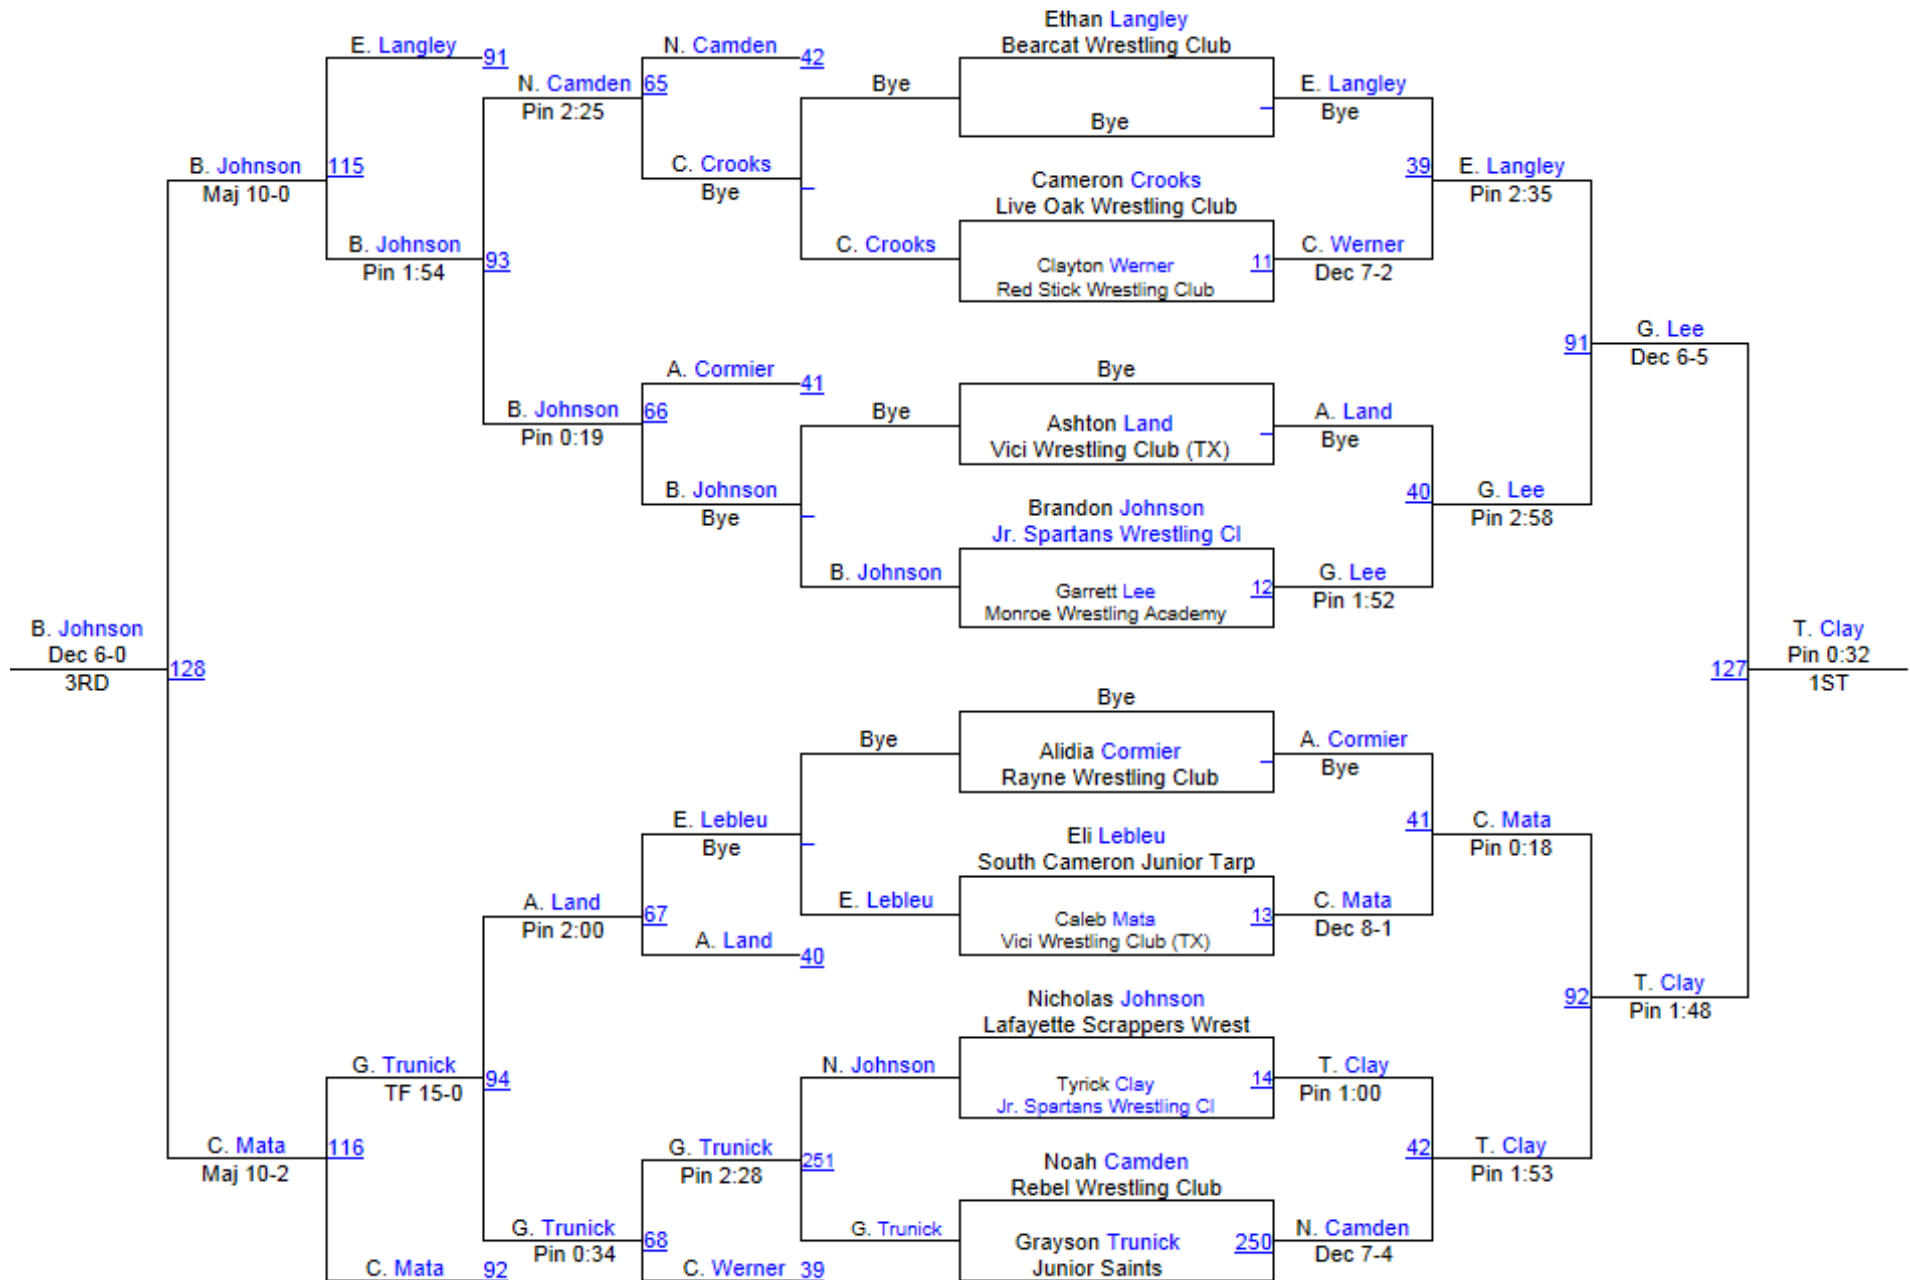 Ethan Langley
E. Langley 91
N. Camden 42
Bearcat Wrestling Club
N. Camden 65
Bye
E. Langley
Pin 2:25
Bye
Bye
B. Johnson 115
C. Crooks
39 E. Langley
Maj 10-0
Bye
Cameron Crooks
Pin 2:35
Live Oak Wrestling Club
B. Johnson
C. Crooks
C. Werner
Pin 1:54
93
Clayton Werner 11
Dec 7-2
Red Stick Wrestling Club
G. Lee
91
Dec 6-5
A. Cormier 41
Bye
B. Johnson 66
Bye
A. Land
Pin 0:19
Ashton Land
Bye
Vici Wrestling Club (TX)
B. Johnson
40 G. Lee
Bye
Brandon Johnson
Pin 2:58
Jr. Spartans Wrestling Cl
B. Johnson
G. Lee
Garrett Lee 12
Pin 1:52
Monroe Wrestling Academy
B. Johnson
T. Clay
Dec 6-0
Pin 0:32
128
127
3RD
1ST
Bye
Bye
A. Cormier
Alidia Cormier
Bye
Rayne Wrestling Club
E. Lebleu
41 C. Mata
Bye
Eli Lebleu
Pin 0:18
South Cameron Junior Tarp
A. Land
E. Lebleu
C. Mata
Pin 2:00
67
Caleb Mata 13
Dec 8-1
A. Land 40
Vici Wrestling Club (TX)
T. Clay
92
Pin 1:48
Nicholas Johnson
Lafayette Scrappers Wrest
G. Trunick
N. Johnson
T. Clay
TF 15-0
94
Tyrick Clay 14
Pin 1:00
Jr. Spartans Wrestling Cl
C. Mata 116
G. Trunick
42 T. Clay
Maj 10-2
Pin 2:28
251
Noah Camden
Pin 1:53
Rebel Wrestling Club
G. Trunick
G. Trunick
N. Camden
Pin 0:34
68
Grayson Trunick 250
Dec 7-4
C. Mata 92
C. Werner 39
Junior Saints